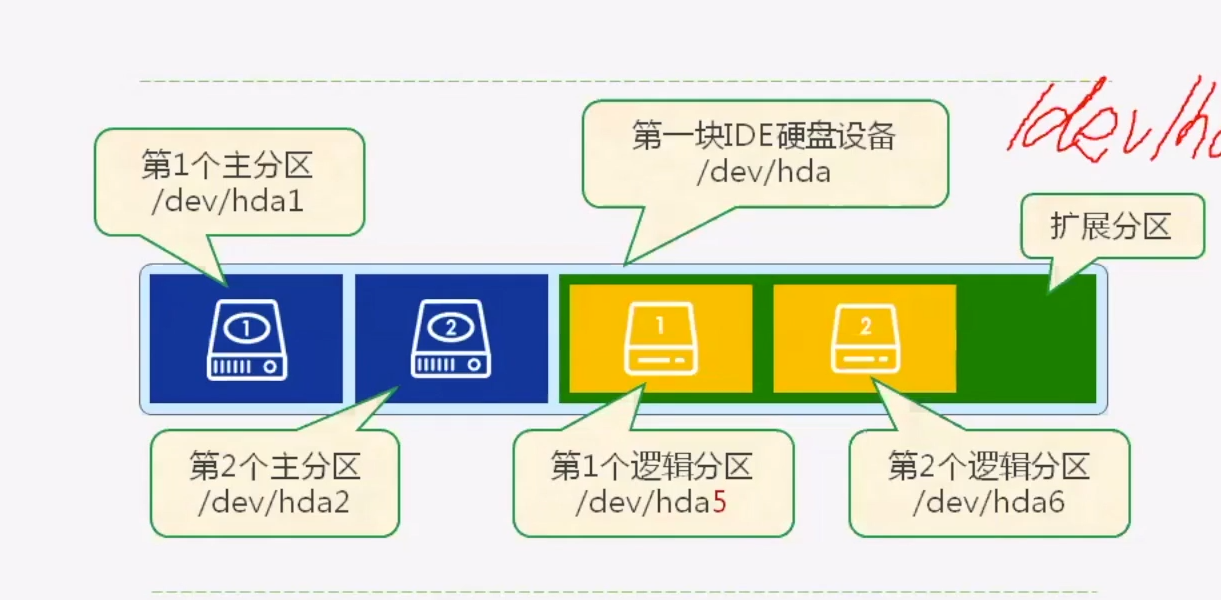 第一块IDE硬盘设备
/dev/hda
第1个主分区
/dev/hda1
扩展分区
1
2
1
2
第2个主分区
/dev/hda2
第1个逻辑分区
/dev/hda5
第2个逻辑分区
/dev/hda6